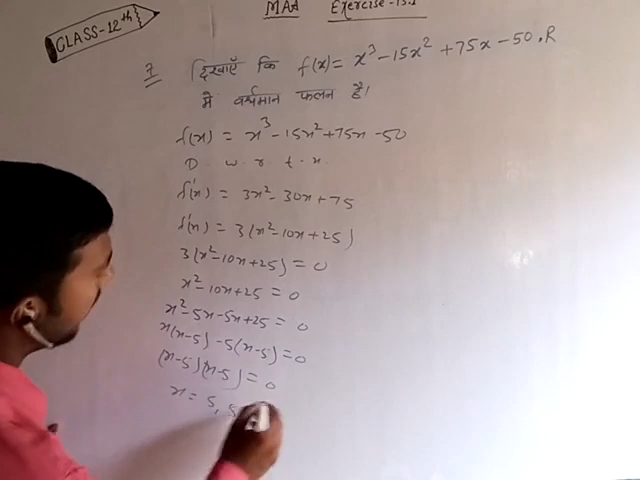 CLASS-12th
Exercise-13.1
7 दिखाएँ कि f(x) = x³ - 15x² + 75x - 50, R
में वर्धमान फलन है।
f(x) = x³ - 15x² + 75x - 50
D w. r. t. x.
f'(x) = 3x² - 30x + 75
f'(x) = 3(x² - 10x + 25)
3(x² - 10x + 25) = 0
x² - 10x + 25 = 0
x² - 5x - 5x + 25 = 0
x(x-5) - 5(x-5) = 0
(x-5)(x-5) = 0
x = 5, 5